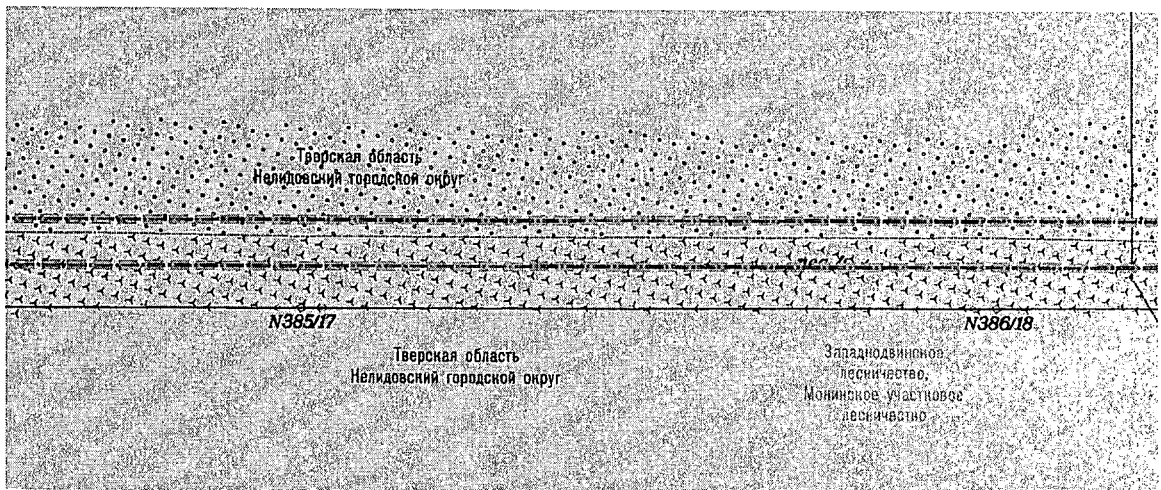 Тверская область
Нелидовский городской округ
N385/17
N386/18
Тверская область
Нелидовский городской округ
Западнодвинское
лесничество,
Монинское участковое
лесничество